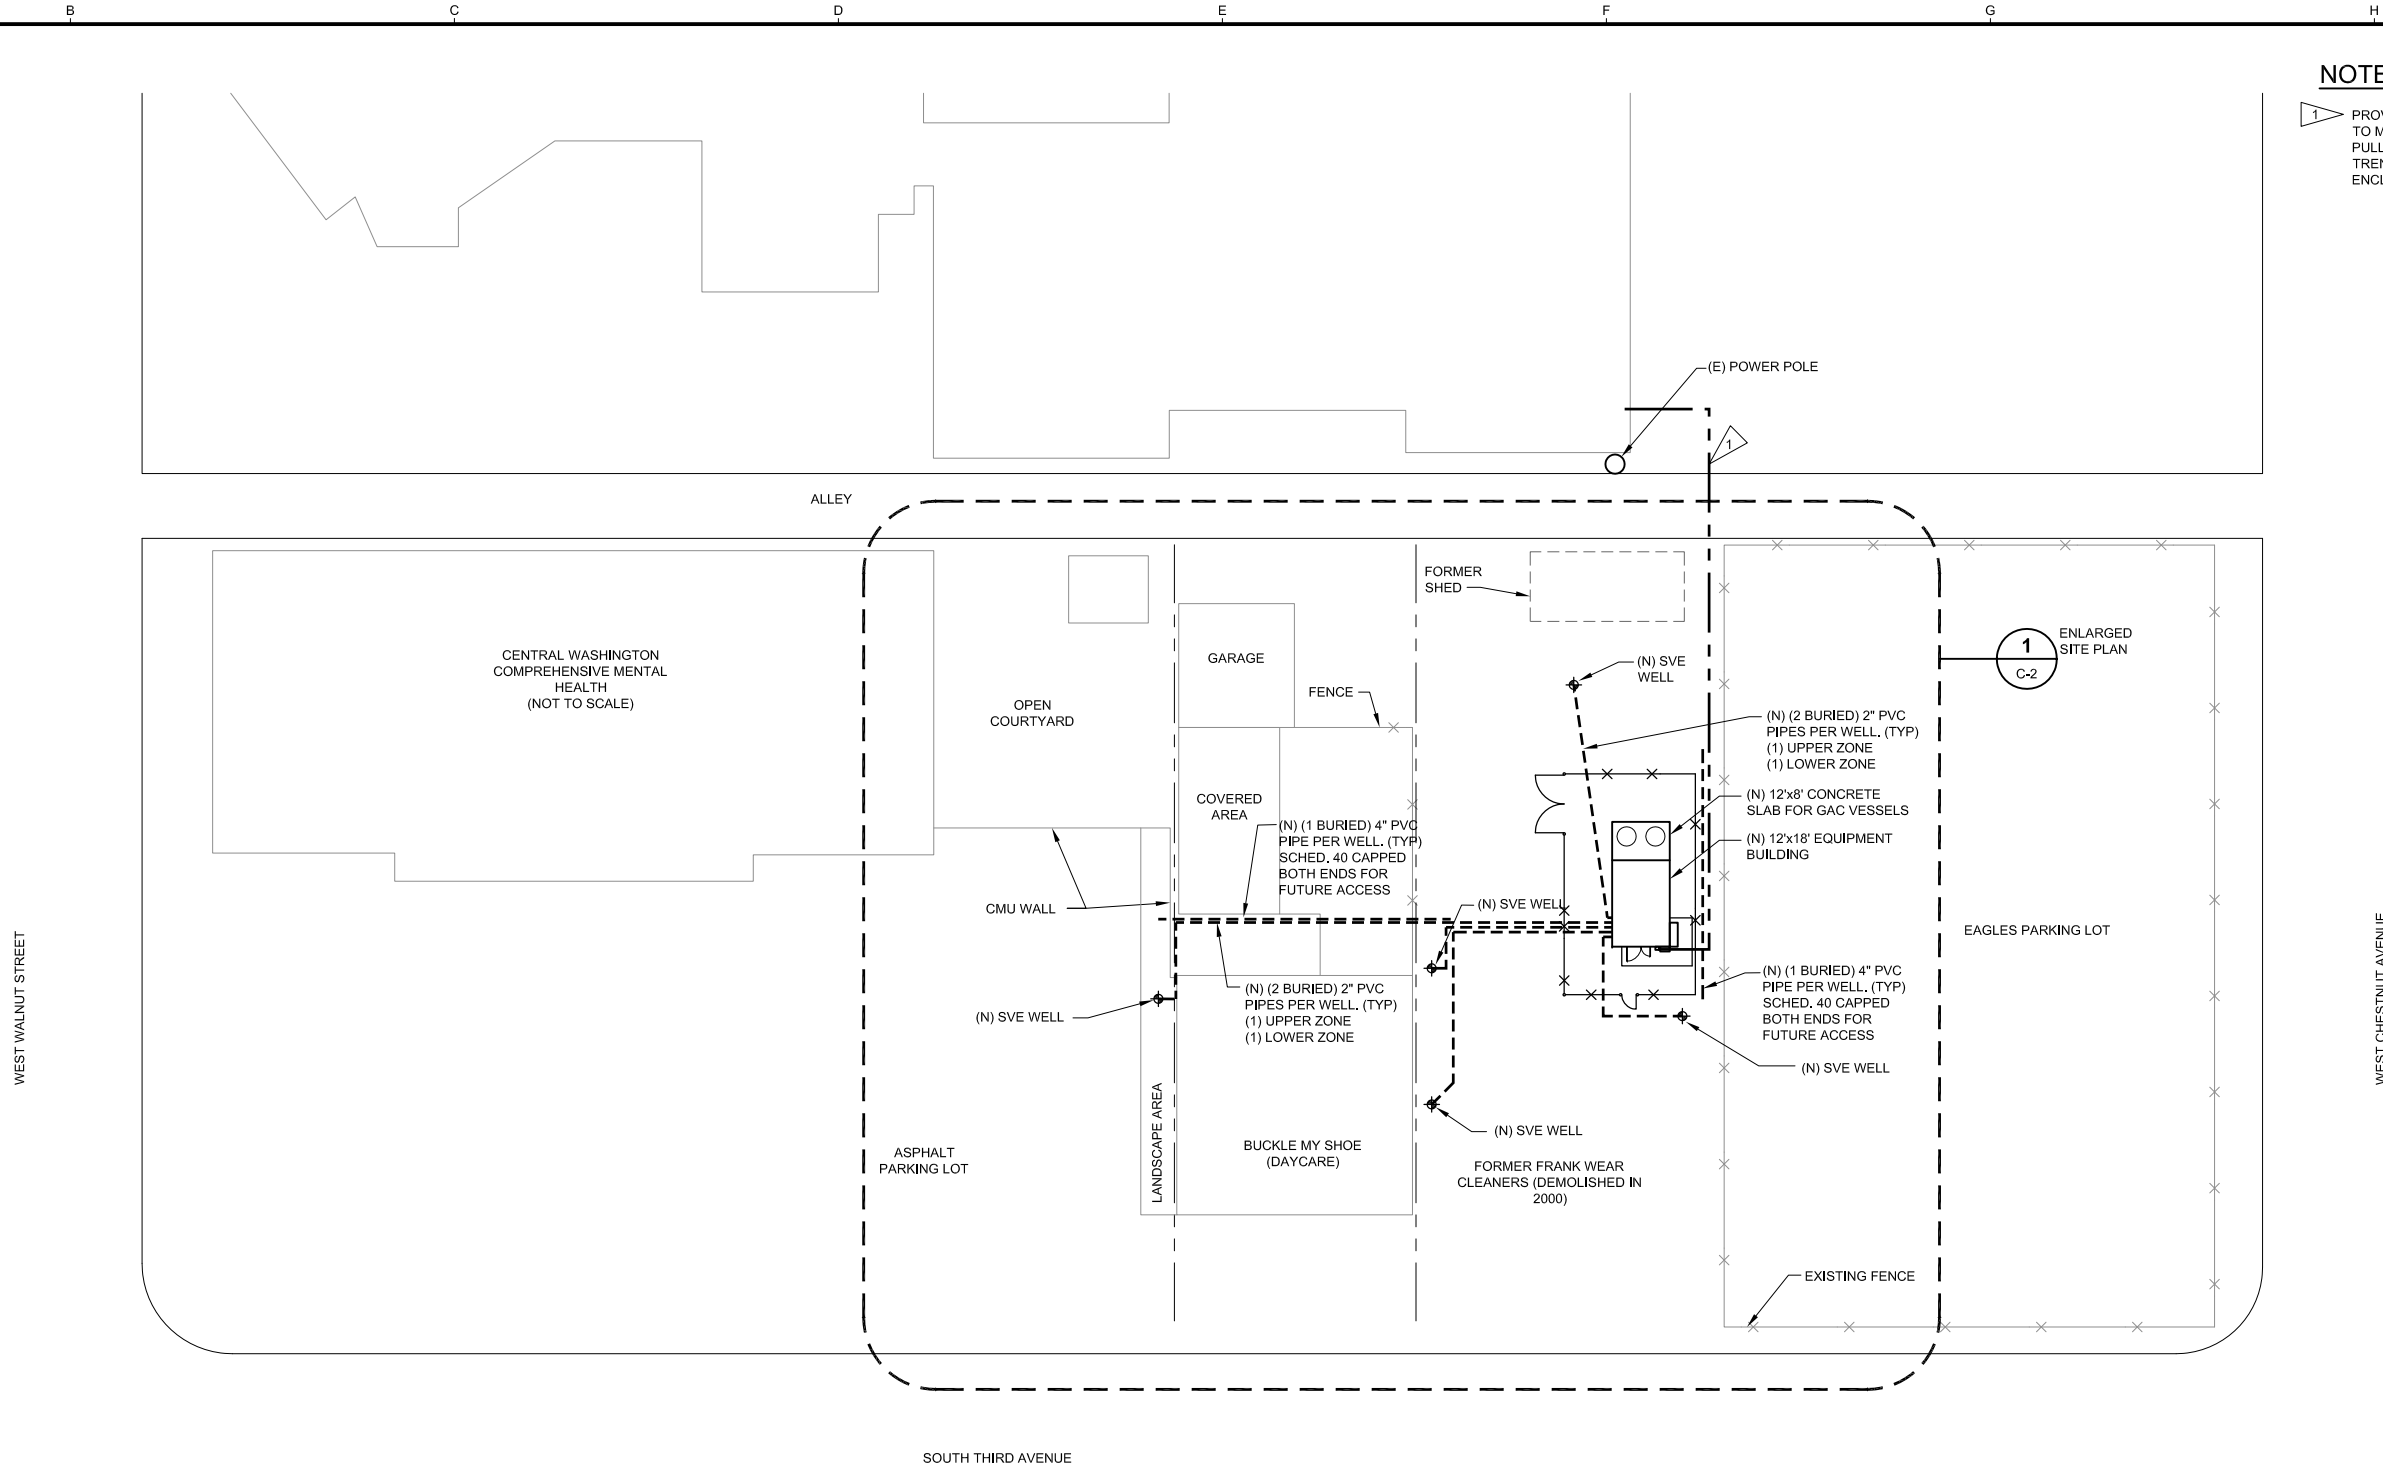 B
C
D
E
F
G
H
NOTE
1
PROV
TO M
PULL
TREN
ENCL
(E) POWER POLE
1
ALLEY
FORMER
SHED
CENTRAL WASHINGTON
COMPREHENSIVE MENTAL
HEALTH
(NOT TO SCALE)
GARAGE
OPEN
COURTYARD
FENCE
(N) SVE
WELL
1
C-2
ENLARGED
SITE PLAN
(N) (2 BURIED) 2" PVC
PIPES PER WELL. (TYP)
(1) UPPER ZONE
(1) LOWER ZONE
(N) 12'x8' CONCRETE
SLAB FOR GAC VESSELS
(N) 12'x18' EQUIPMENT
BUILDING
COVERED
AREA
(N) (1 BURIED) 4" PVC
PIPE PER WELL. (TYP)
SCHED. 40 CAPPED
BOTH ENDS FOR
FUTURE ACCESS
CMU WALL
(N) SVE WELL
EAGLES PARKING LOT
WEST WALNUT STREET
WEST CHESTNUT AVENUE
(N) SVE WELL
(N) (2 BURIED) 2" PVC
PIPES PER WELL. (TYP)
(1) UPPER ZONE
(1) LOWER ZONE
(N) (1 BURIED) 4" PVC
PIPE PER WELL. (TYP)
SCHED. 40 CAPPED
BOTH ENDS FOR
FUTURE ACCESS
(N) SVE WELL
LANDSCAPE AREA
(N) SVE WELL
ASPHALT
PARKING LOT
BUCKLE MY SHOE
(DAYCARE)
FORMER FRANK WEAR
CLEANERS (DEMOLISHED IN
2000)
EXISTING FENCE
SOUTH THIRD AVENUE